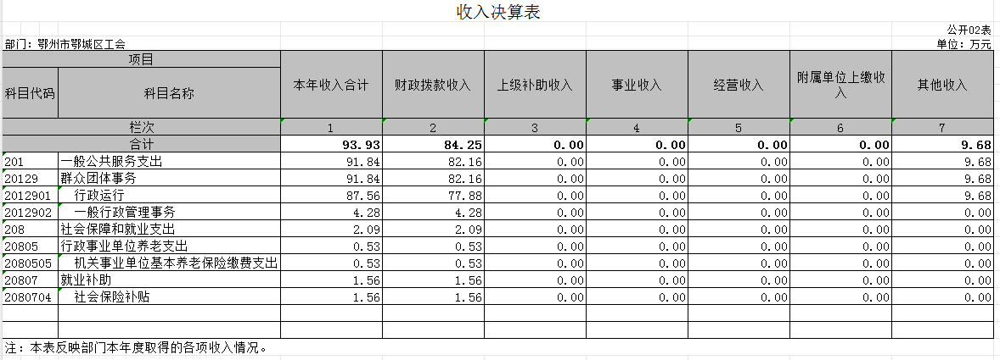 收入决算表
公开02表
部门：鄂州市鄂城区工会 单位：万元
项目 本年收入合计 财政拨款收入 上级补助收入 事业收入 经营收入 附属单位上缴收入 其他收入
科目代码 科目名称
栏次 1 2 3 4 5 6 7
合计 93.93 84.25 0.00 0.00 0.00 0.00 9.68
201 一般公共服务支出 91.84 82.16 0.00 0.00 0.00 0.00 9.68
20129 群众团体事务 91.84 82.16 0.00 0.00 0.00 0.00 9.68
2012901 行政运行 87.56 77.88 0.00 0.00 0.00 0.00 9.68
2012902 一般行政管理事务 4.28 4.28 0.00 0.00 0.00 0.00 0.00
208 社会保障和就业支出 2.09 2.09 0.00 0.00 0.00 0.00 0.00
20805 行政事业单位养老支出 0.53 0.53 0.00 0.00 0.00 0.00 0.00
2080505 机关事业单位基本养老保险缴费支出 0.53 0.53 0.00 0.00 0.00 0.00 0.00
20807 就业补助 1.56 1.56 0.00 0.00 0.00 0.00 0.00
2080704 社会保险补贴 1.56 1.56 0.00 0.00 0.00 0.00 0.00
注：本表反映部门本年度取得的各项收入情况。